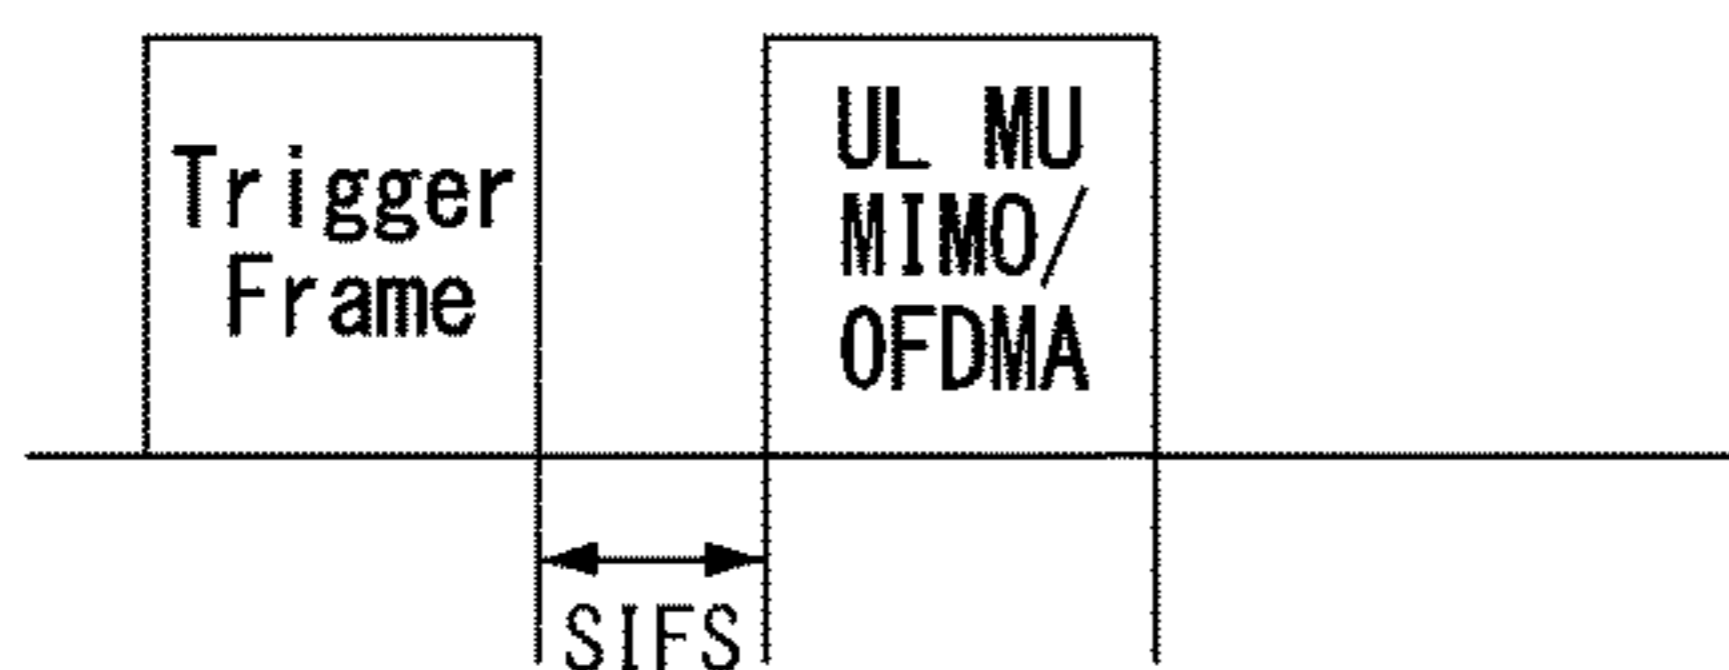 Trigger
Frame
UL MU
MIMO/
OFDMA
SIFS